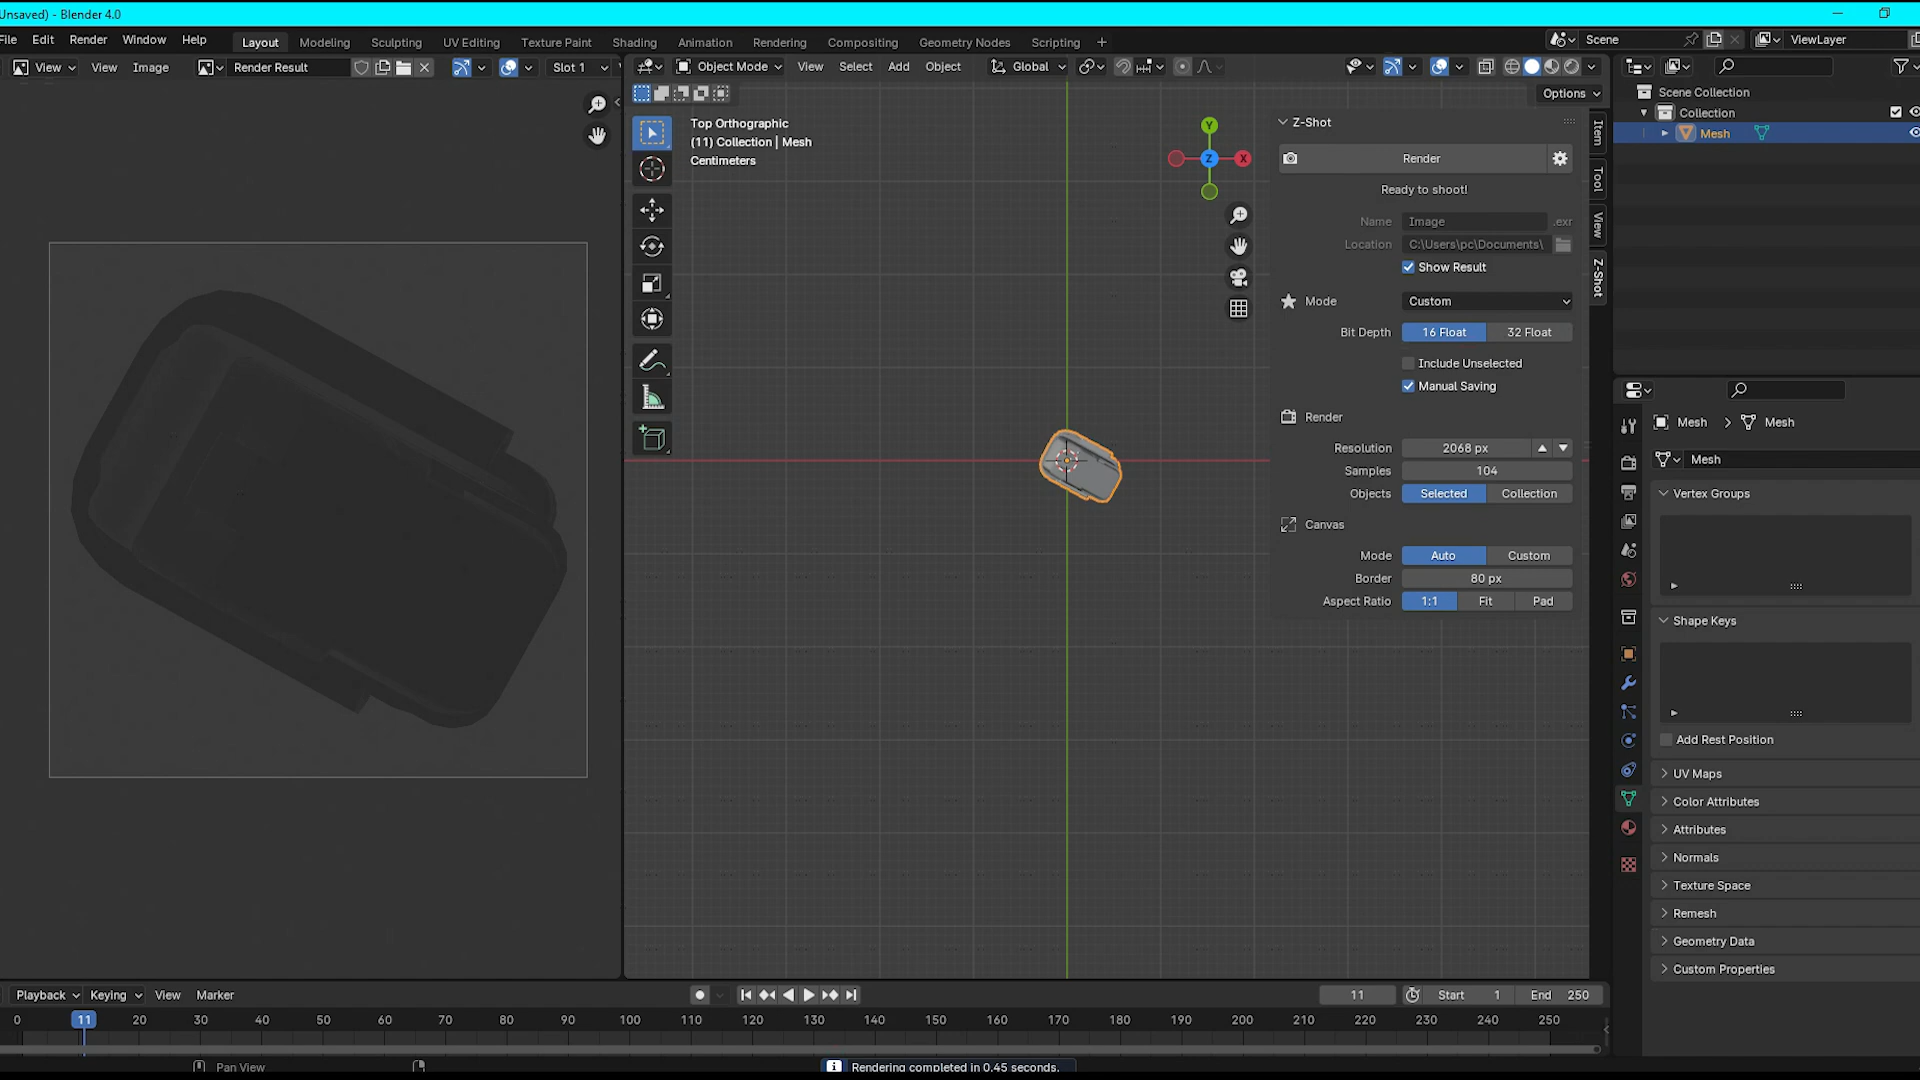 Unsaved) - Blender 4.0
File Edit Render Window Help Layout Modeling Sculpting UV Editing Texture Paint Shading Animation Rendering Compositing Geometry Nodes Scripting + Scene ViewLayer
View View Image Render Result Slot 1 Object Mode View Select Add Object Global
Options
Top Orthographic
(11) Collection | Mesh
Centimeters
Y
Z
X
Z-Shot
Render
Ready to shoot!
Name Image .exr
Location C:\Users\pc\Documents\
Show Result
Mode Custom
Bit Depth 16 Float 32 Float
Include Unselected
Manual Saving
Render
Resolution 2068 px
Samples 104
Objects Selected Collection
Canvas
Mode Auto Custom
Border 80 px
Aspect Ratio 1:1 Fit Pad
Item
Tool
View
Z-Shot
Scene Collection
Collection
Mesh
Mesh > Mesh
Mesh
Vertex Groups
Shape Keys
Add Rest Position
UV Maps
Color Attributes
Attributes
Normals
Texture Space
Remesh
Geometry Data
Custom Properties
Playback Keying View Marker 11 Start 1 End 250
0 11 20 30 40 50 60 70 80 90 100 110 120 130 140 150 160 170 180 190 200 210 220 230 240 250
Pan View Rendering completed in 0.45 seconds.